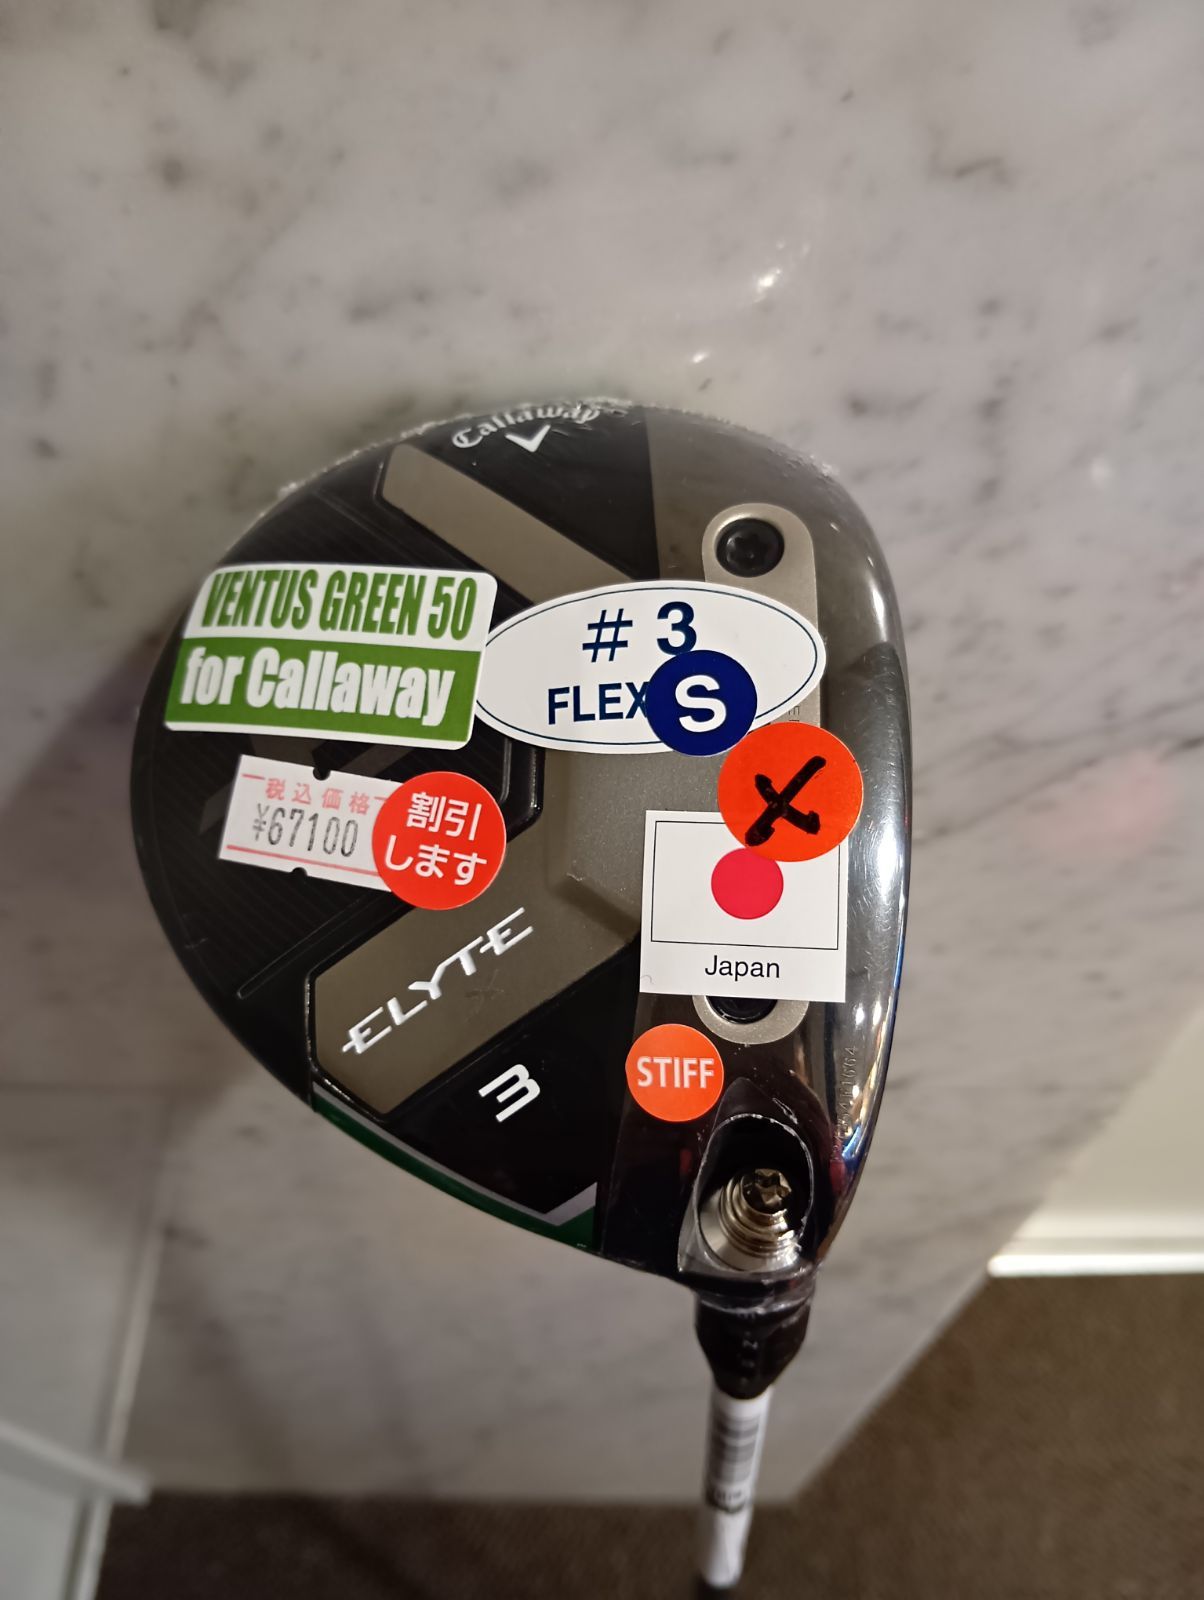 Callaway
VENTUS GREEN 50
for Callaway
# 3
FLEX S
税込価格
¥67100
割引
します
X
Japan
ELYTE
3
STIFF